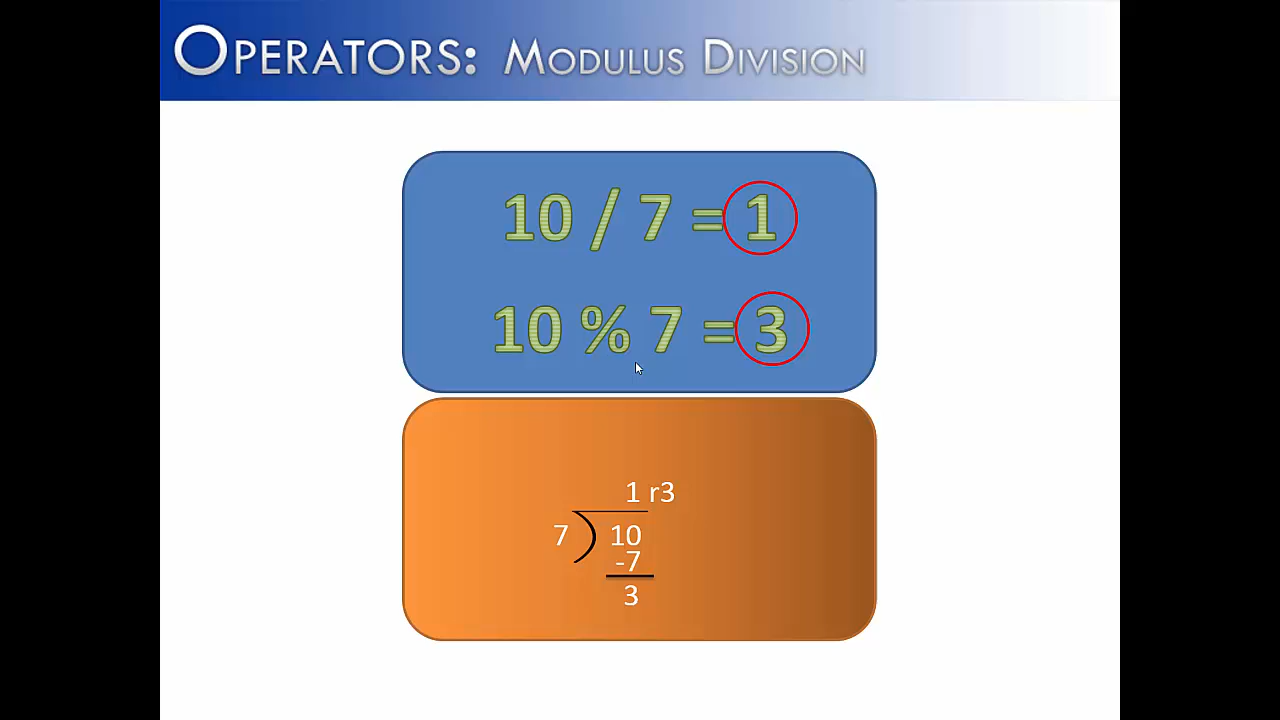 OPERATORS: MODULUS DIVISION
10 / 7 = 1
10 % 7 = 3
1 r3
7 10
-7
3